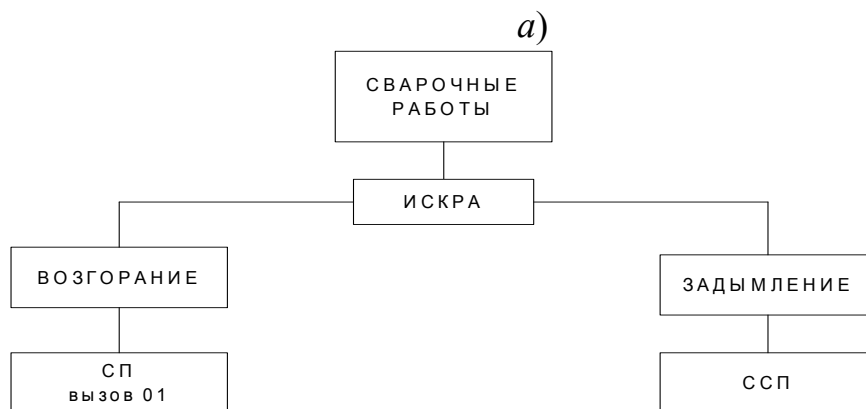 а)
СВАРОЧНЫЕ
РАБОТЫ
ИСКРА
ВОЗГОРАНИЕ
ЗАДЫМЛЕНИЕ
СП
вызов 01
ССП